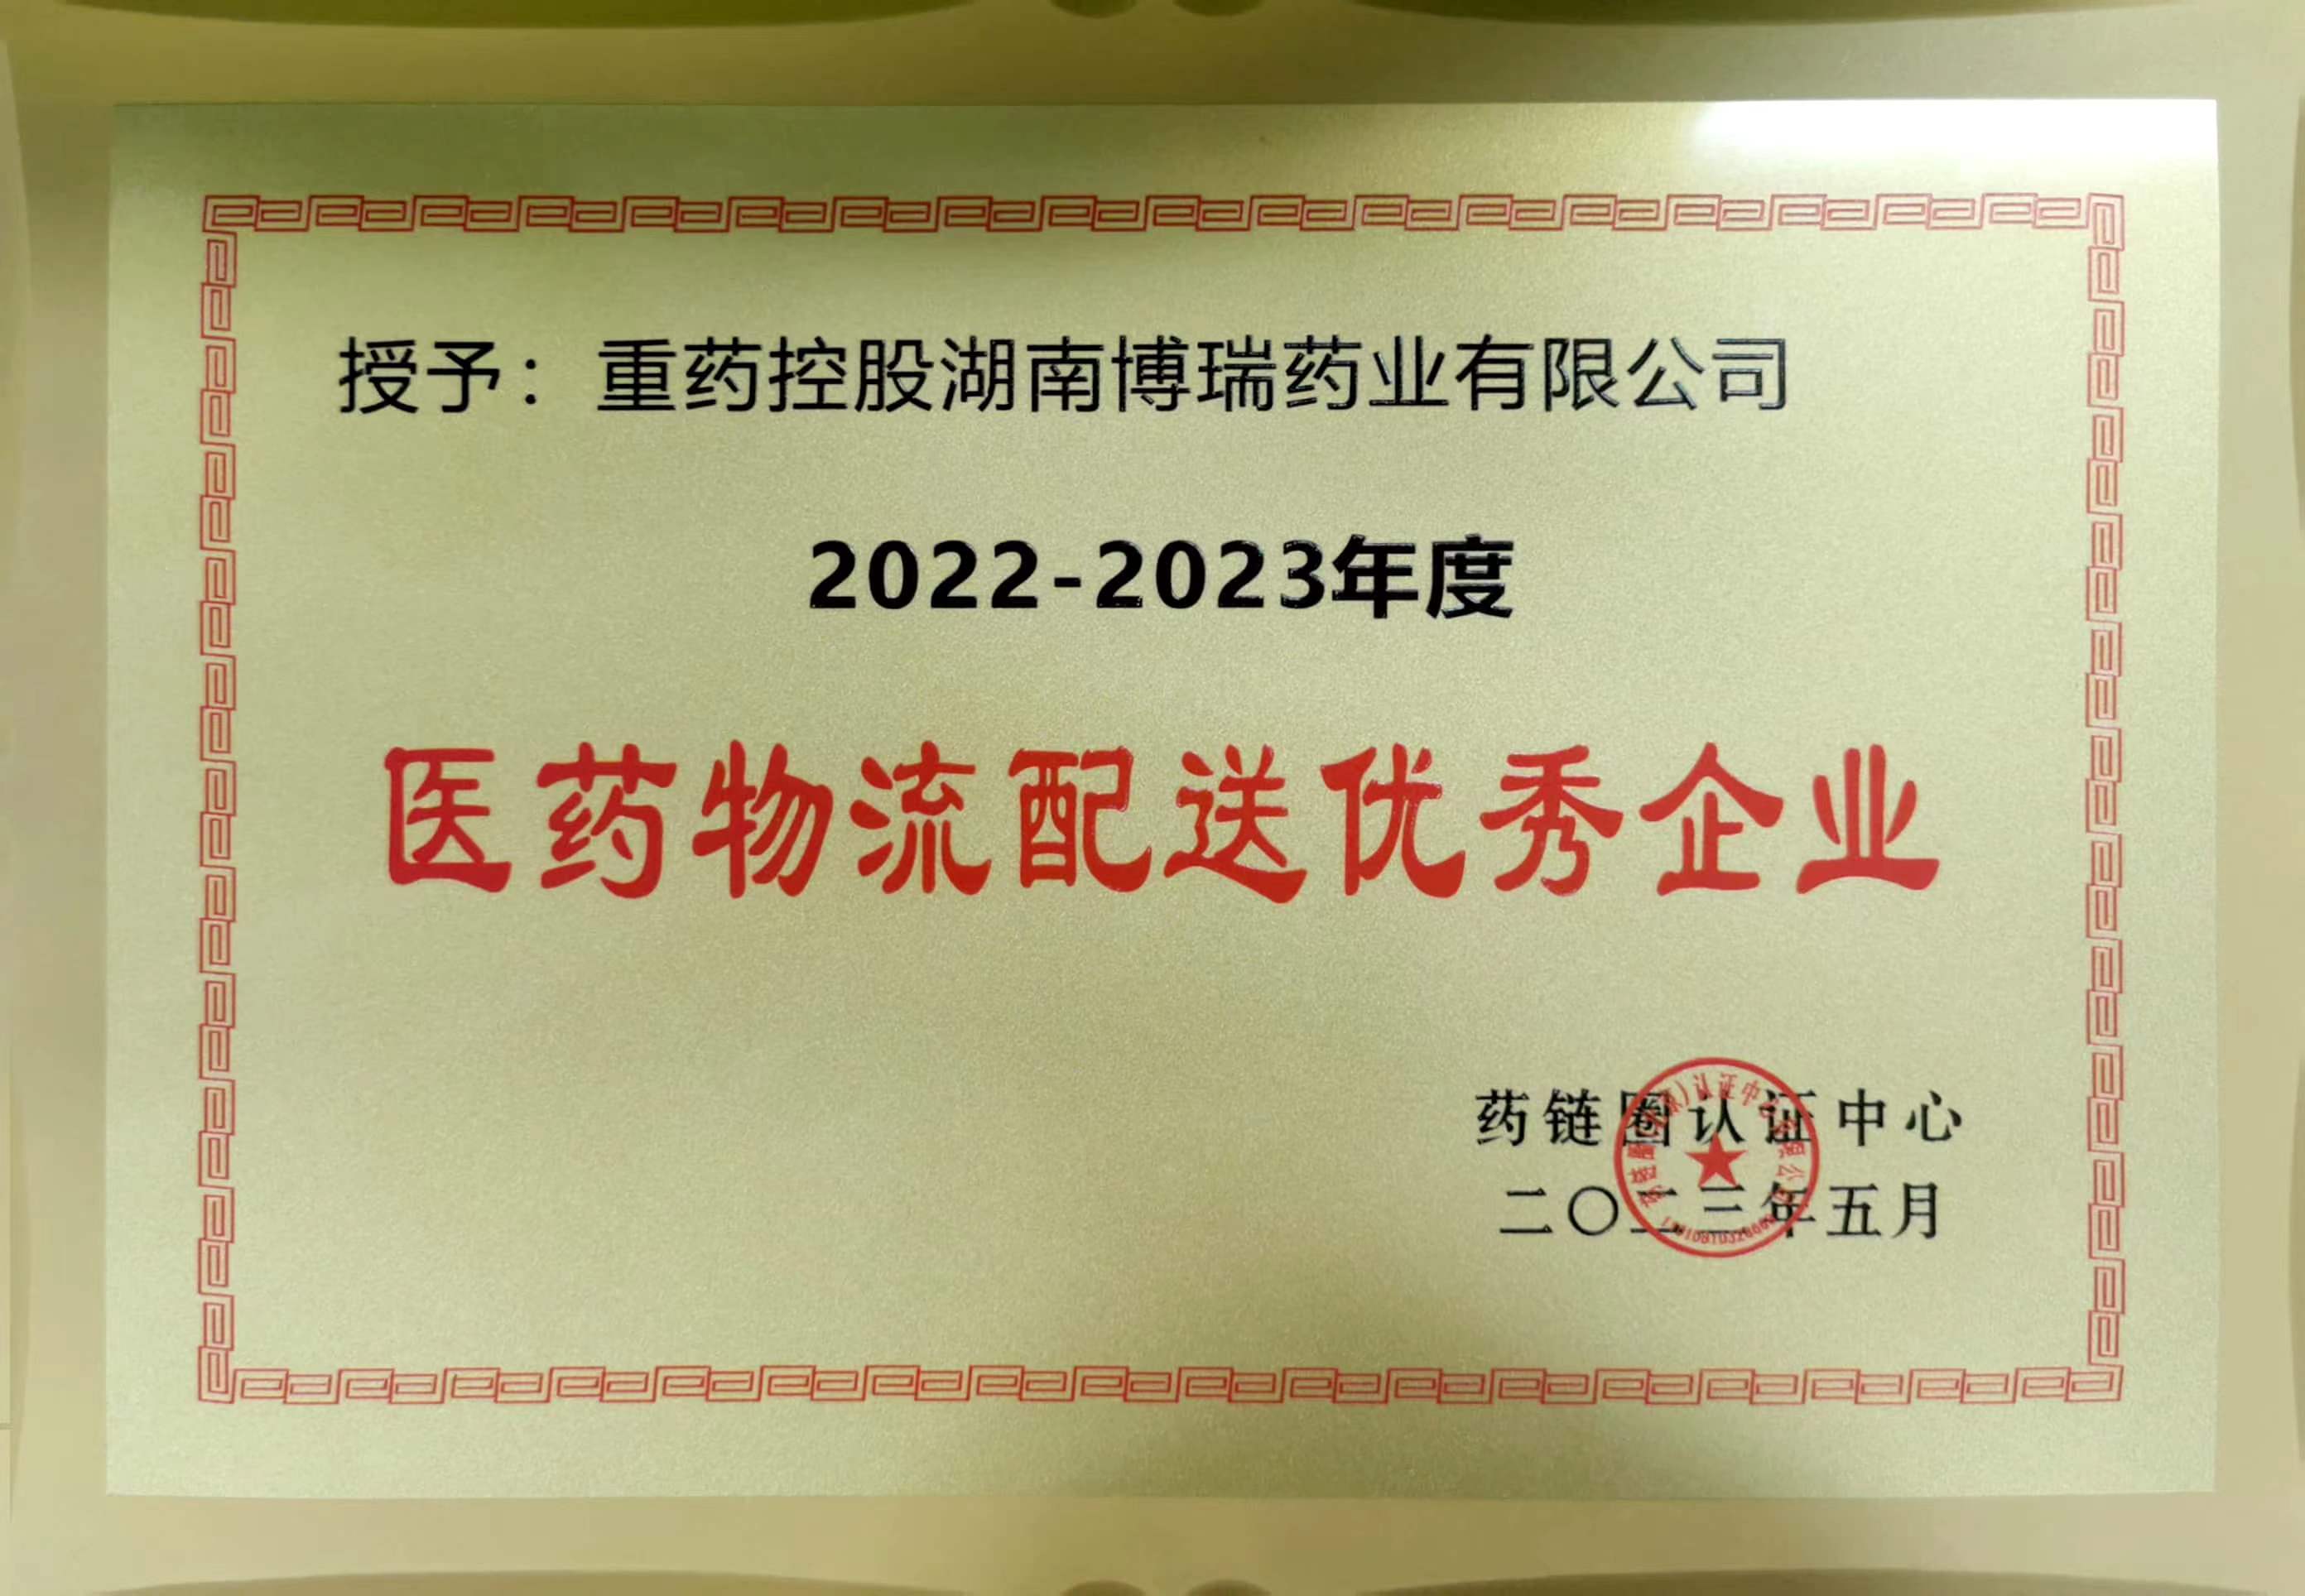 授予：重药控股湖南博瑞药业有限公司
2022-2023年度
医药物流配送优秀企业
药链圈认证中心
二〇二三年五月